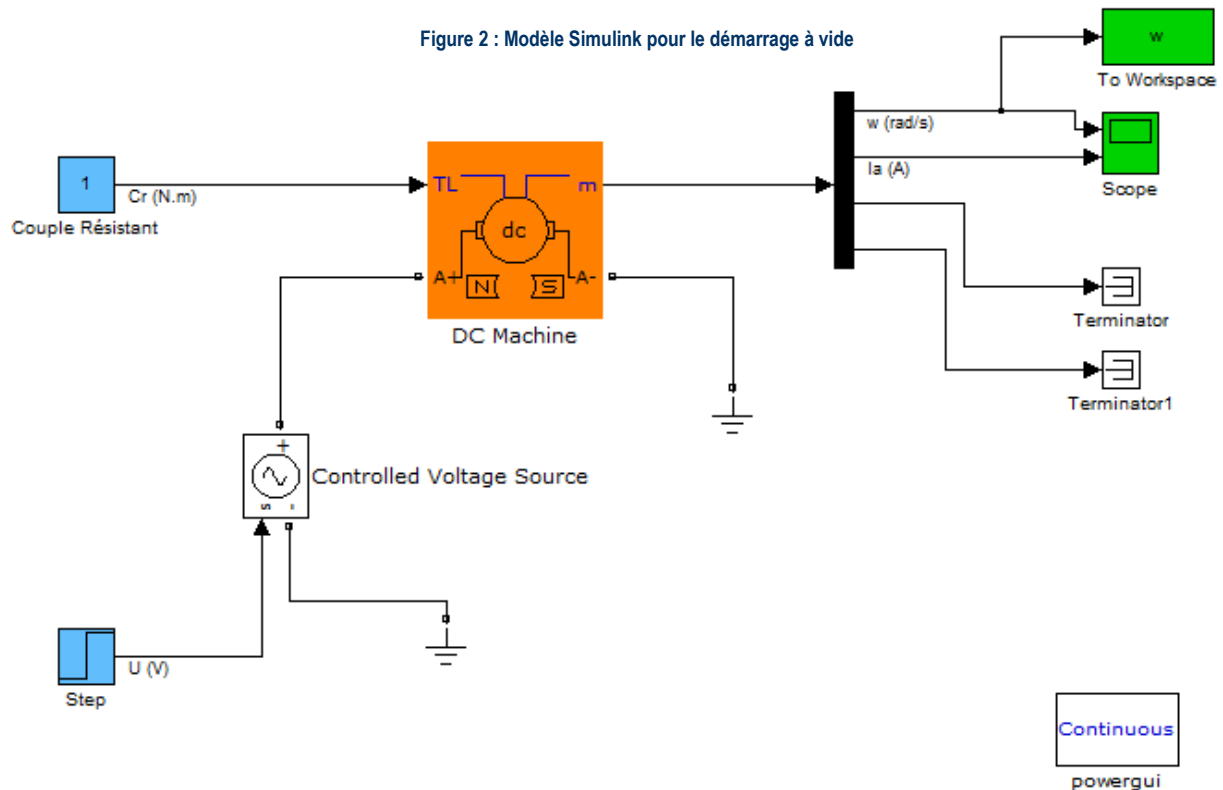 Figure 2 : Modèle Simulink pour le démarrage à vide
w
To Workspace
w (rad/s)
Ia (A)
Scope
1
Cr (N.m)
Couple Résistant
TL
m
dc
A+
N
S
A-
DC Machine
Terminator
Terminator1
+
s
-
Controlled Voltage Source
U (V)
Step
Continuous
powergui